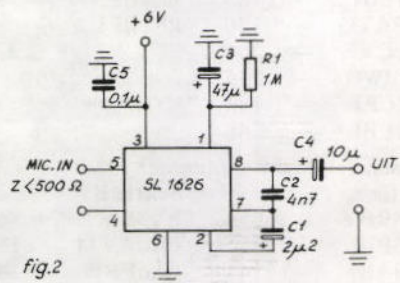 +6V
C5
0,1μ
C3
+
47μ
R1
1M
3
1
MIC.IN
Z<500 Ω
5
4
SL 1626
8
7
6
2
C4
+ 10μ
UIT
C2
4n7
C1
+ 2μ2
fig.2